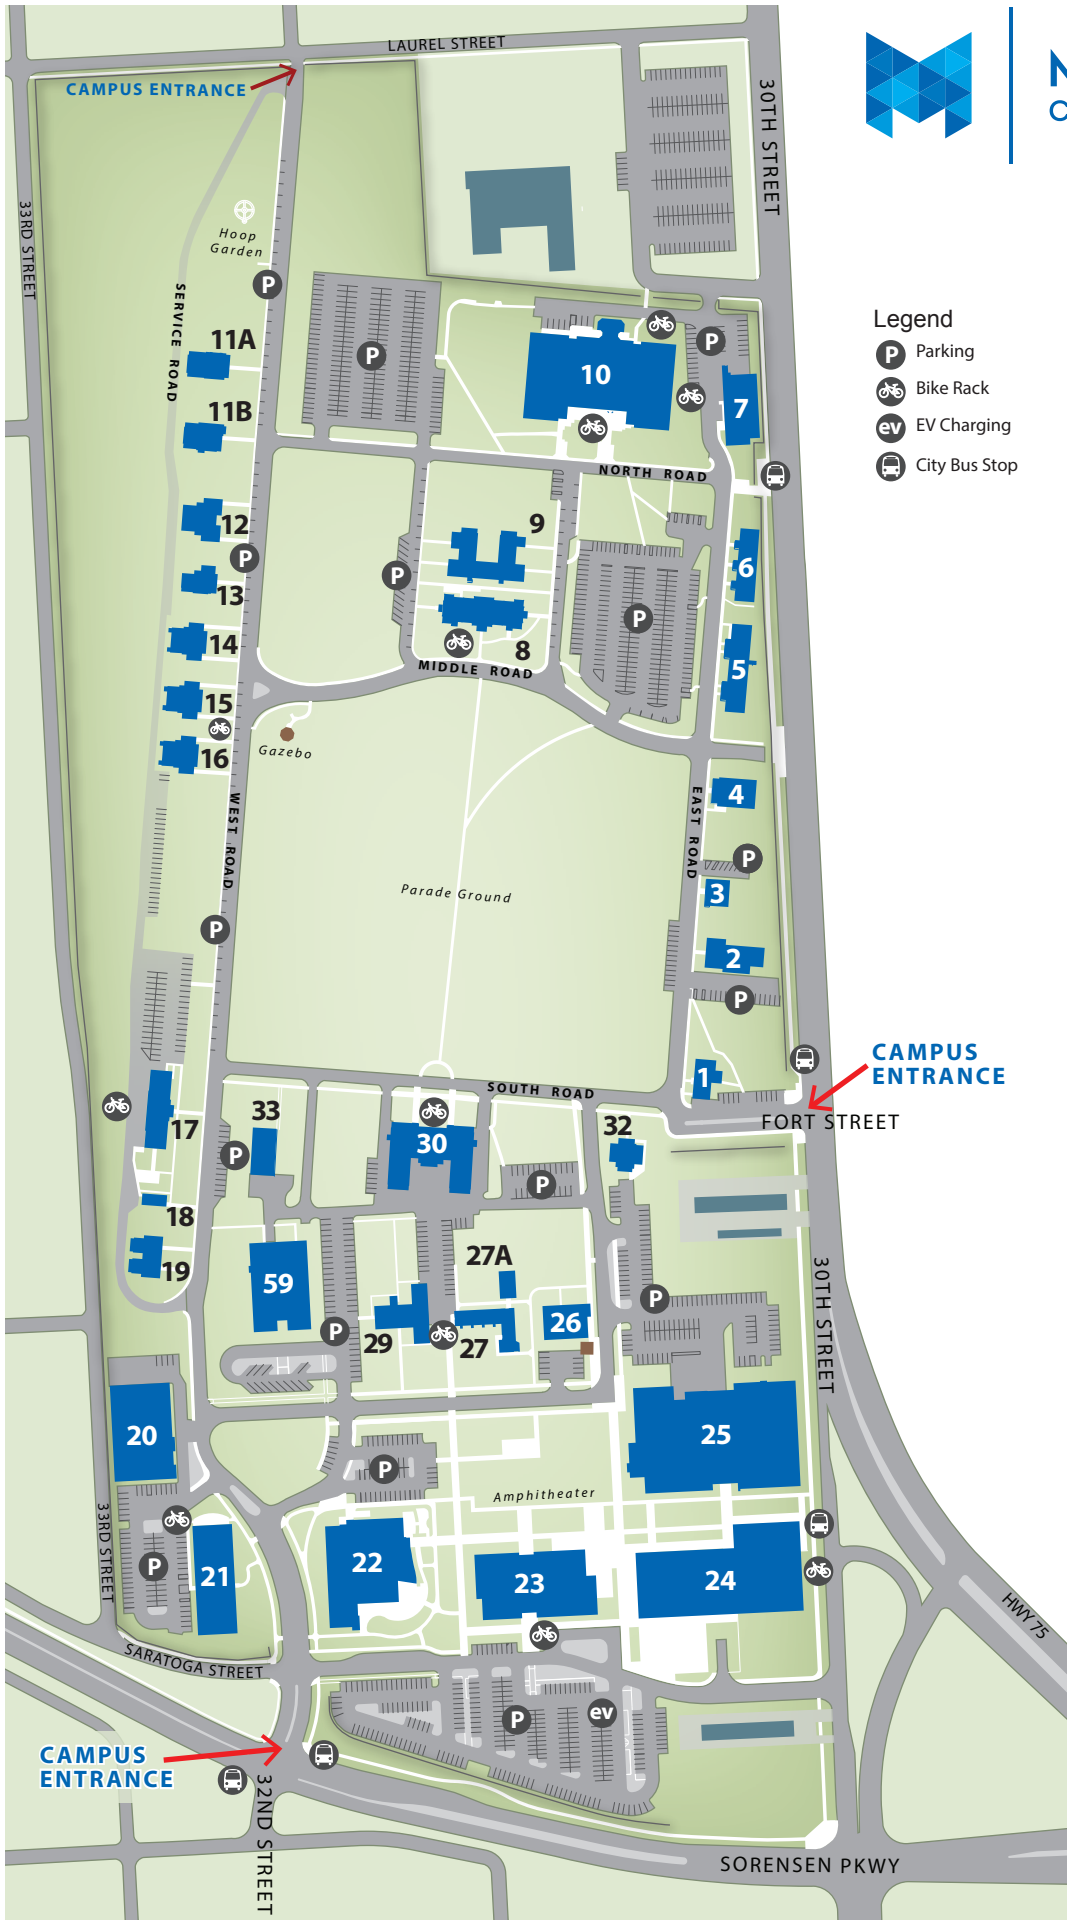 LAUREL STREET
CAMPUS ENTRANCE
30TH STREET
33RD STREET
Hoop
Garden
P
SERVICE ROAD
Legend
P Parking
Bike Rack
ev EV Charging
City Bus Stop
11A
P
P
10
7
11B
NORTH ROAD
12
9
P
P
6
13
P
14
8
MIDDLE ROAD
5
15
16
Gazebo
WEST ROAD
EAST ROAD
4
P
3
Parade Ground
P
2
P
CAMPUS
ENTRANCE
1
SOUTH ROAD
FORT STREET
17
33
30
32
P
P
18
19
59
27A
30TH STREET
P
P
29
27
26
20
25
P
Amphitheater
33RD STREET
P
21
22
23
24
HWY 75
SARATOGA STREET
P
ev
CAMPUS
ENTRANCE
32ND STREET
SORENSEN PKWY